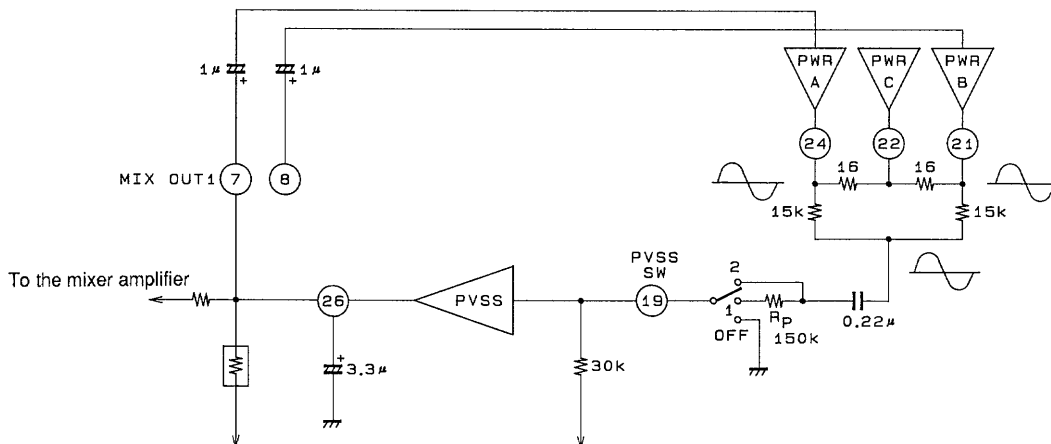 1μ
1μ
PWR A
PWR C
PWR B
24
22
21
MIX OUT1
7
8
16
16
15k
15k
To the mixer amplifier
26
PVSS
PVSS SW
19
2
1
OFF
RP
150k
0.22μ
3.3μ
30k
+
+
+